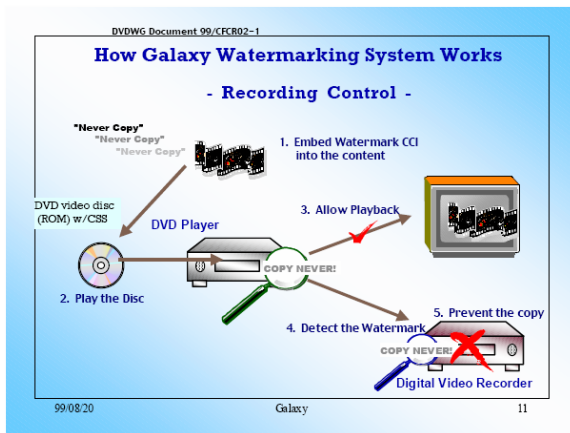 DVDWG Document 99/CFCR02-1
How Galaxy Watermarking System Works
- Recording Control -
"Never Copy"
"Never Copy"
"Never Copy"
1. Embed Watermark CCI
into the content
DVD video disc
(ROM) w/CSS
DVD Player
3. Allow Playback
COPY NEVER!
2. Play the Disc
4. Detect the Watermark
5. Prevent the copy
COPY NEVER!
Digital Video Recorder
99/08/20
Galaxy
11